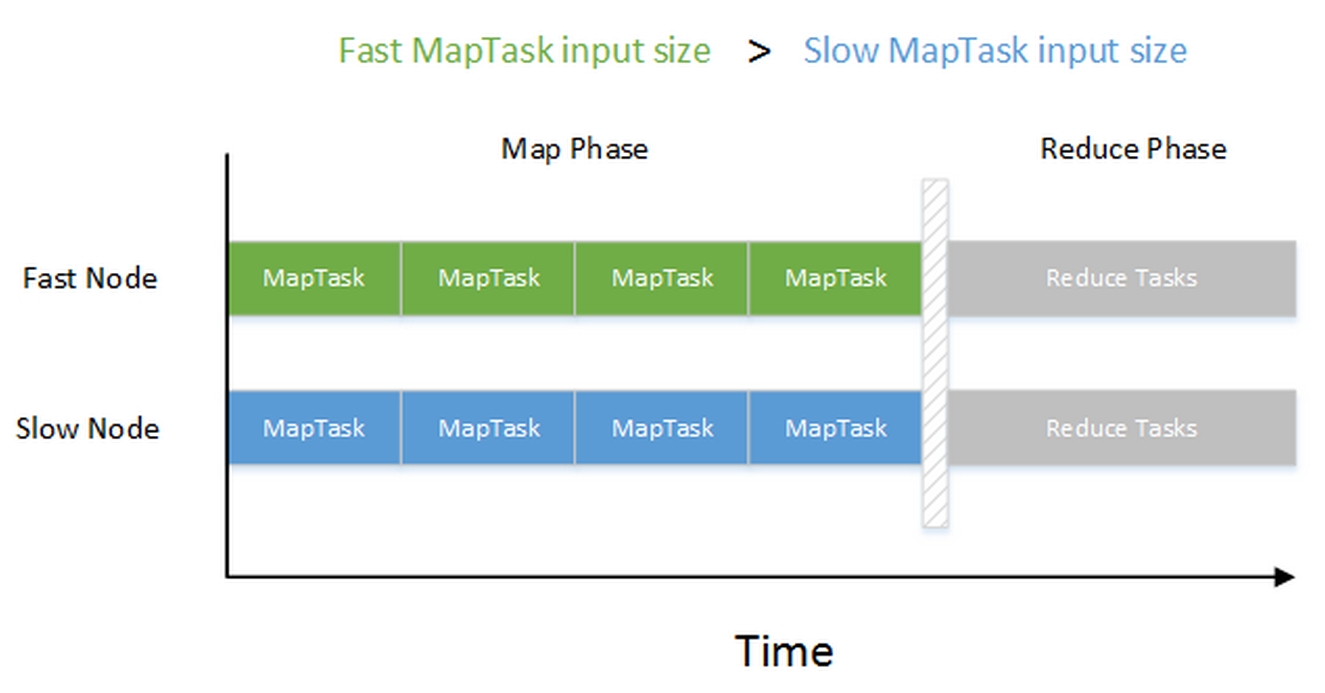 Fast MapTask input size > Slow MapTask input size
Map Phase Reduce Phase
Fast Node MapTask MapTask MapTask MapTask Reduce Tasks
Slow Node MapTask MapTask MapTask MapTask Reduce Tasks
Time